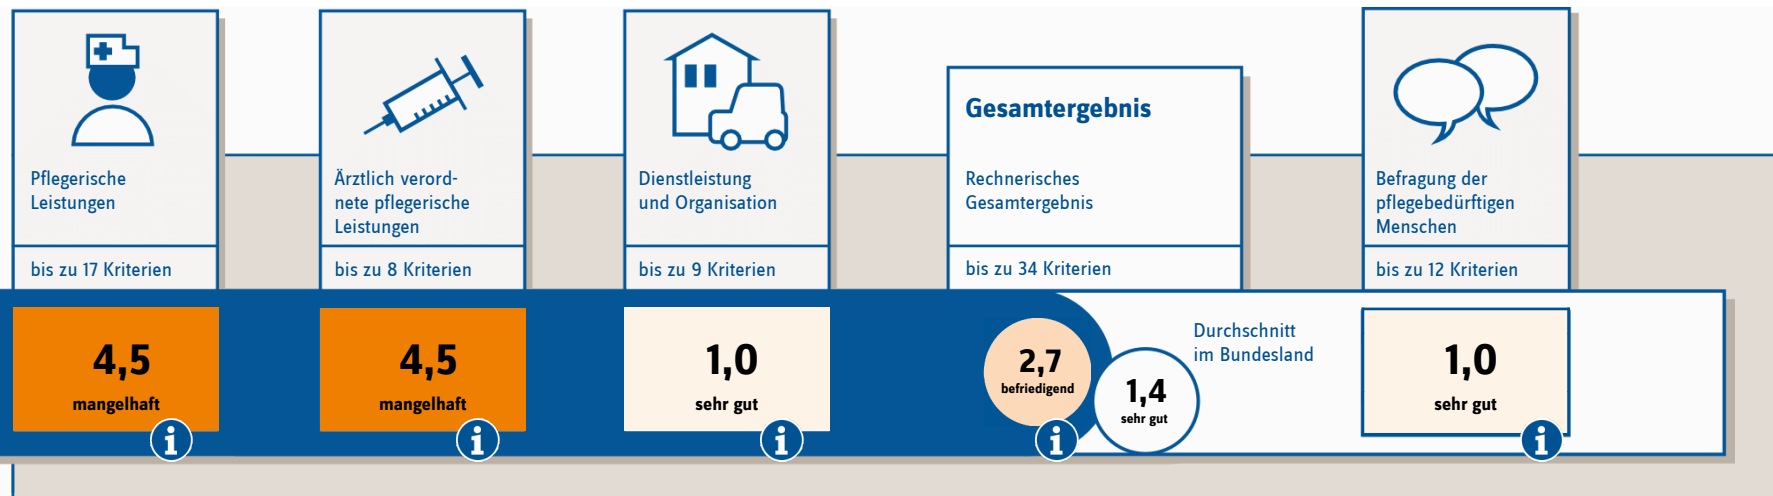 Pflegerische
Leistungen
bis zu 17 Kriterien
4,5
mangelhaft
i
Ärztlich verord-
nete pflegerische
Leistungen
bis zu 8 Kriterien
4,5
mangelhaft
i
Dienstleistung
und Organisation
bis zu 9 Kriterien
1,0
sehr gut
i
Gesamtergebnis
Rechnerisches
Gesamtergebnis
bis zu 34 Kriterien
2,7
befriedigend
i
1,4
sehr gut
Durchschnitt
im Bundesland
Befragung der
pflegebedürftigen
Menschen
bis zu 12 Kriterien
1,0
sehr gut
i